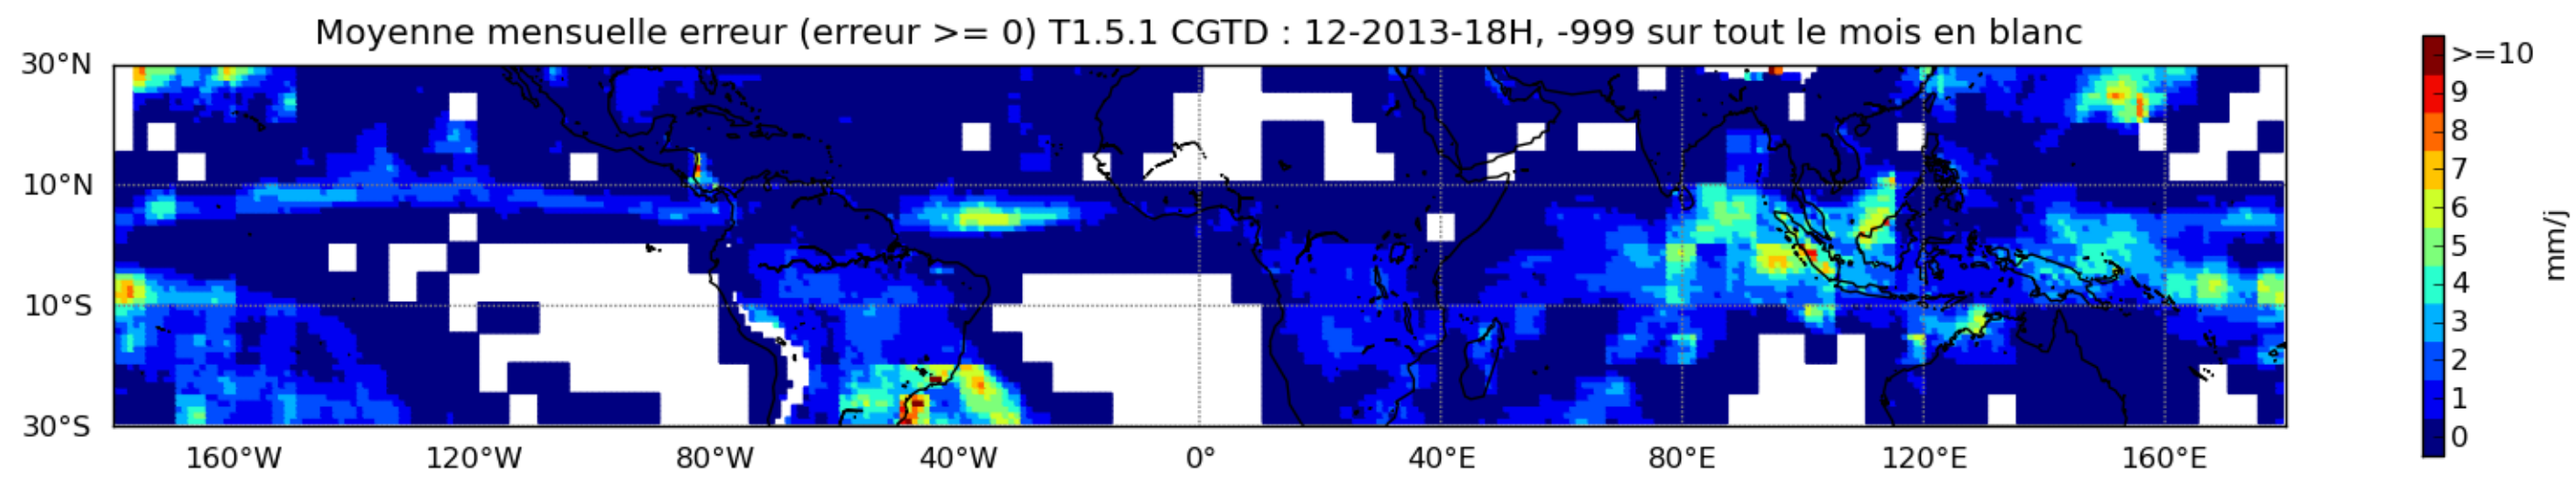 Moyenne mensuelle erreur (erreur >= 0) T1.5.1 CGTD : 12-2013-18H, -999 sur tout le mois en blanc
30°N
10°N
10°S
30°S
160°W 120°W 80°W 40°W 0° 40°E 80°E 120°E 160°E
>=10
9
8
7
6
5
4
3
2
1
0
mm/j